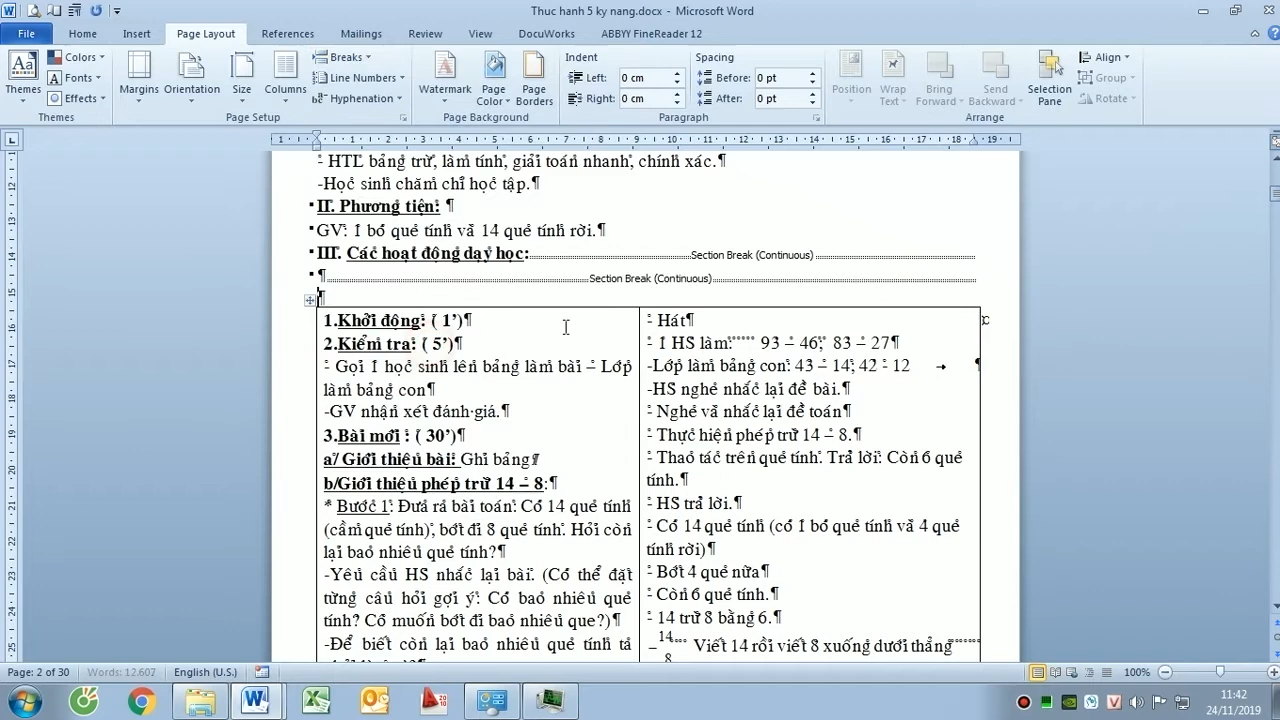 Thuc hanh 5 ky nang.docx - Microsoft Word
File Home Insert Page Layout References Mailings Review View DocuWorks ABBYY FineReader 12
Themes Colors Fonts Effects
Margins Orientation Size Columns Breaks Line Numbers Hyphenation
Watermark Page Color Page Borders
Indent Left: 0 cm Right: 0 cm
Spacing Before: 0 pt After: 0 pt
Position Wrap Text Bring Forward Send Backward Selection Pane Align Group Rotate
Themes Page Setup Page Background Paragraph Arrange
- HTL bảng trừ, làm tính, giải toán nhanh, chính xác.¶
-Học sinh chăm chỉ học tập.¶
II. Phương tiện: ¶
GV: 1 bó que tính và 14 que tính rời.¶
III. Các hoạt động dạy học: Section Break (Continuous)
¶ Section Break (Continuous)
¶
1.Khởi động: ( 1’)¶
2.Kiểm tra: ( 5’)¶
- Gọi 1 học sinh lên bảng làm bài – Lớp
làm bảng con¶
-GV nhận xét đánh·giá.¶
3.Bài mới : ( 30’)¶
a/ Giới thiệu bài: Ghi bảng¶
b/Giới thiệu phép trừ 14 – 8:¶
* Bước 1: Đưa ra bài toán: Có 14 que tính
(cầm que tính), bớt đi 8 que tính. Hỏi còn
lại bao nhiêu que tính?¶
-Yêu cầu HS nhắc lại bài. (Có thể đặt
từng câu hỏi gợi ý: Có bao nhiêu que
tính? Cô muốn bớt đi bao nhiêu que?)¶
-Để biết còn lại bao nhiêu que tính ta
- Hát¶
- 1 HS làm: 93 – 46; 83 – 27¶
-Lớp làm bảng con: 43 – 14; 42 - 12 → ¶
-HS nghe nhắc lại đề bài.¶
- Nghe và nhắc lại đề toán¶
- Thực hiện phép trừ 14 – 8.¶
- Thao tác trên que tính. Trả lời: Còn 6 que
tính.¶
- HS trả lời.¶
- Có 14 que tính (có 1 bó que tính và 4 que
tính rời)¶
- Bớt 4 que nữa¶
- Còn 6 que tính.¶
- 14 trừ 8 bằng 6.¶
14
– Viết 14 rồi viết 8 xuống dưới thẳng
8
Page: 2 of 30 Words: 12.607 English (U.S.) 100%
11:42
24/11/2019